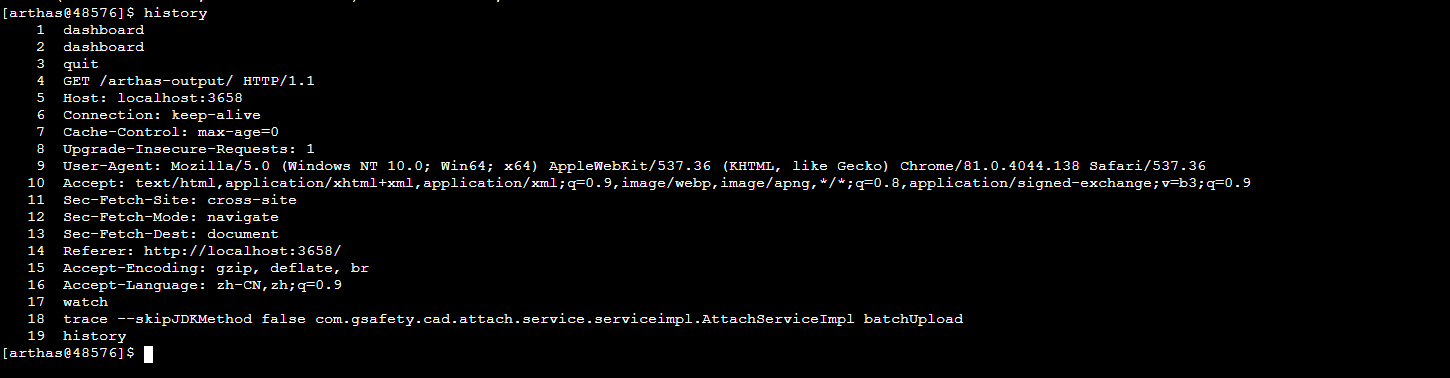 [arthas@48576]$ history
1 dashboard
2 dashboard
3 quit
4 GET /arthas-output/ HTTP/1.1
5 Host: localhost:3658
6 Connection: keep-alive
7 Cache-Control: max-age=0
8 Upgrade-Insecure-Requests: 1
9 User-Agent: Mozilla/5.0 (Windows NT 10.0; Win64; x64) AppleWebKit/537.36 (KHTML, like Gecko) Chrome/81.0.4044.138 Safari/537.36
10 Accept: text/html,application/xhtml+xml,application/xml;q=0.9,image/webp,image/apng,*/*;q=0.8,application/signed-exchange;v=b3;q=0.9
11 Sec-Fetch-Site: cross-site
12 Sec-Fetch-Mode: navigate
13 Sec-Fetch-Dest: document
14 Referer: http://localhost:3658/
15 Accept-Encoding: gzip, deflate, br
16 Accept-Language: zh-CN,zh;q=0.9
17 watch
18 trace --skipJDKMethod false com.gsafety.cad.attach.service.serviceimpl.AttachServiceImpl batchUpload
19 history
[arthas@48576]$